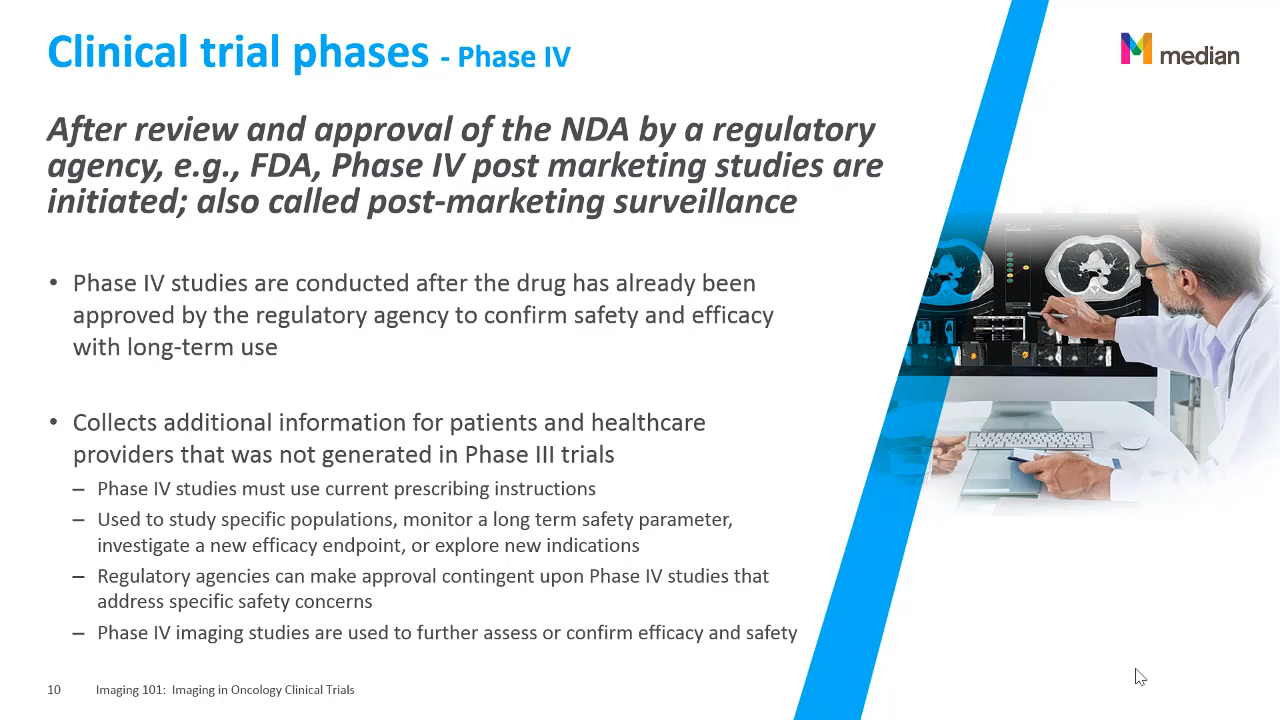 Clinical trial phases - Phase IV
median
After review and approval of the NDA by a regulatory
agency, e.g., FDA, Phase IV post marketing studies are
initiated; also called post-marketing surveillance
• Phase IV studies are conducted after the drug has already been
approved by the regulatory agency to confirm safety and efficacy
with long-term use
• Collects additional information for patients and healthcare
providers that was not generated in Phase III trials
– Phase IV studies must use current prescribing instructions
– Used to study specific populations, monitor a long term safety parameter,
investigate a new efficacy endpoint, or explore new indications
– Regulatory agencies can make approval contingent upon Phase IV studies that
address specific safety concerns
– Phase IV imaging studies are used to further assess or confirm efficacy and safety
10 Imaging 101: Imaging in Oncology Clinical Trials